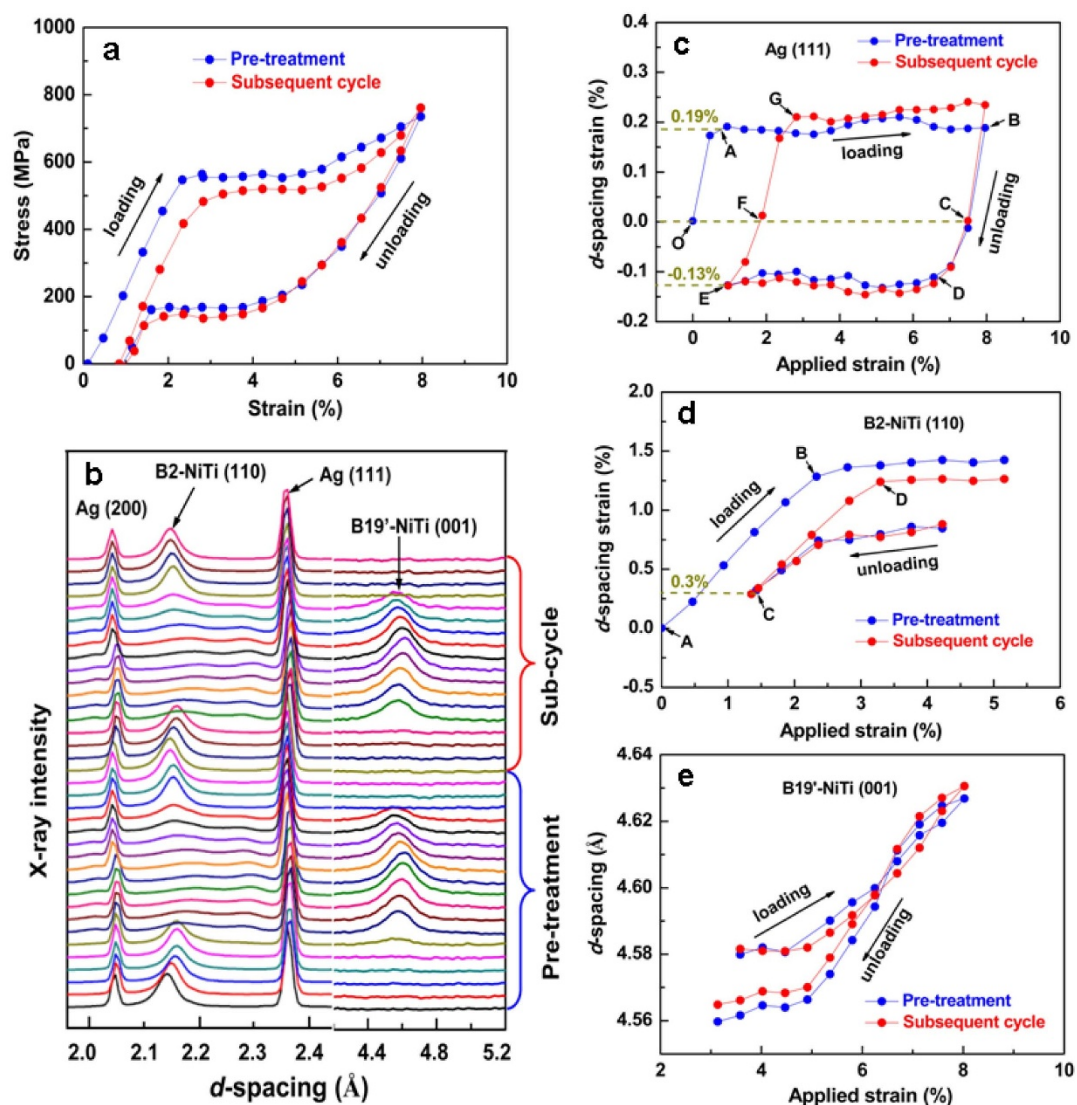 a
1000
800
600
400
200
0
Stress (MPa)
Pre-treatment
Subsequent cycle
loading
unloading
0 2 4 6 8 10
Strain (%)
b
Ag (200)
B2-NiTi (110)
Ag (111)
B19’-NiTi (001)
X-ray intensity
Sub-cycle
Pre-treatment
2.0 2.1 2.2 2.3 2.4 4.4 4.8 5.2
d-spacing (Å)
c
Ag (111)
Pre-treatment
Subsequent cycle
0.4
0.3
0.2
0.1
0.0
-0.1
-0.2
d-spacing strain (%)
0.19%
-0.13%
G
A
B
loading
F
C
O
unloading
E
D
0 1 2 3 4 5 6 7 8 9 10
Applied strain (%)
d
B2-NiTi (110)
2.0
1.5
1.0
0.5
0.0
-0.5
d-spacing strain (%)
B
loading
D
unloading
0.3%
C
A
Pre-treatment
Subsequent cycle
0 1 2 3 4 5 6
Applied strain (%)
e
B19'-NiTi (001)
4.64
4.62
4.60
4.58
4.56
d-spacing (Å)
loading
unloading
Pre-treatment
Subsequent cycle
2 4 6 8 10
Applied strain (%)